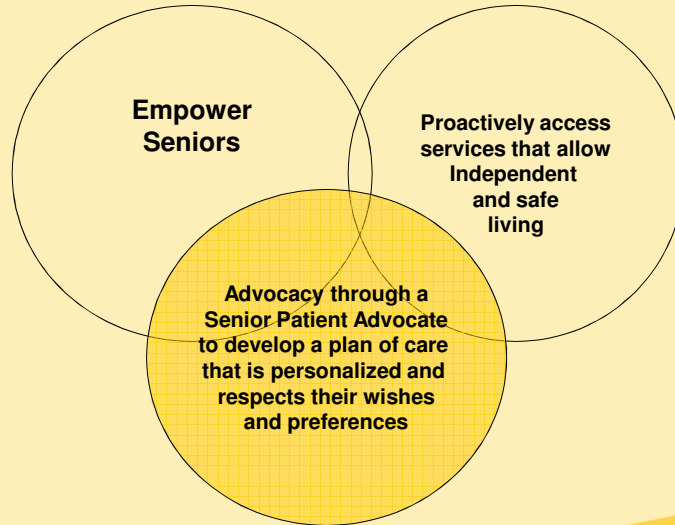 Empower
Seniors
Proactively access
services that allow
Independent
and safe
living
Advocacy through a
Senior Patient Advocate
to develop a plan of care
that is personalized and
respects their wishes
and preferences